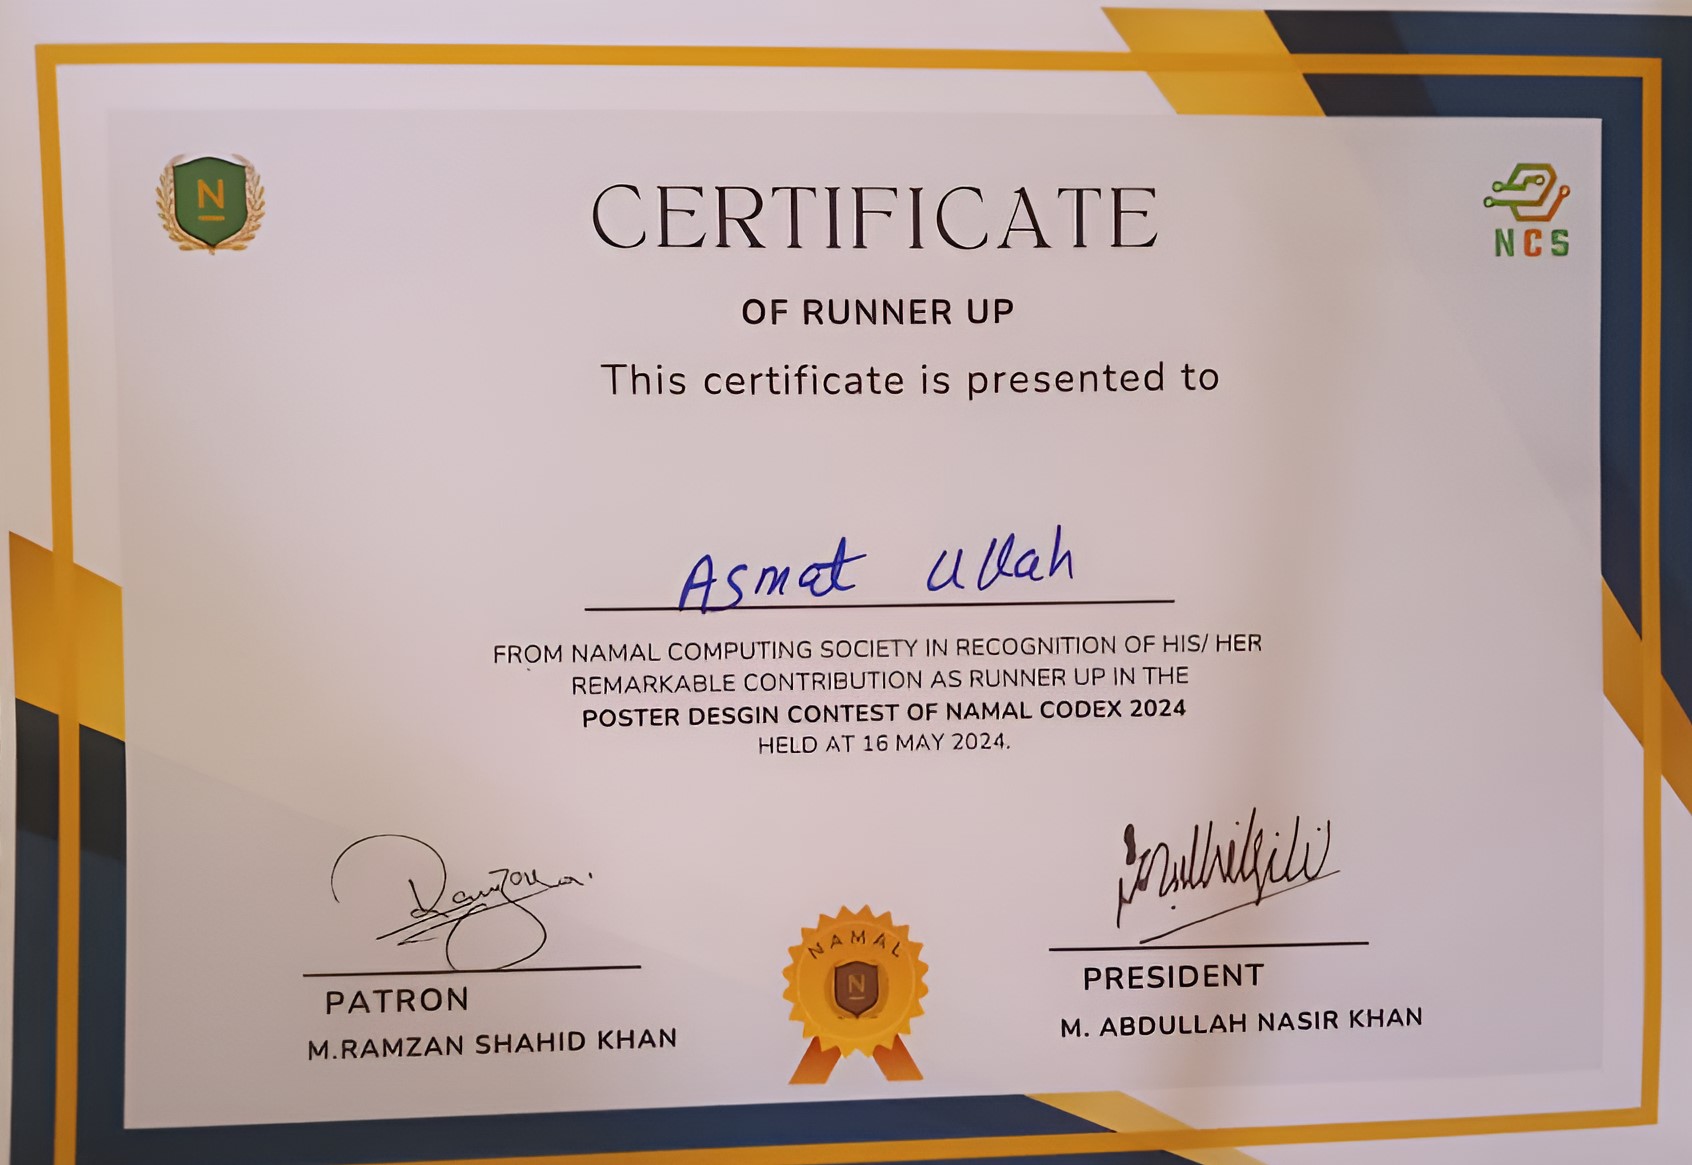 N
NCS
CERTIFICATE
OF RUNNER UP
This certificate is presented to
Asmat Ullah
FROM NAMAL COMPUTING SOCIETY IN RECOGNITION OF HIS/ HER
REMARKABLE CONTRIBUTION AS RUNNER UP IN THE
POSTER DESGIN CONTEST OF NAMAL CODEX 2024
HELD AT 16 MAY 2024.
PATRON
M.RAMZAN SHAHID KHAN
NAMAL
N
PRESIDENT
M. ABDULLAH NASIR KHAN